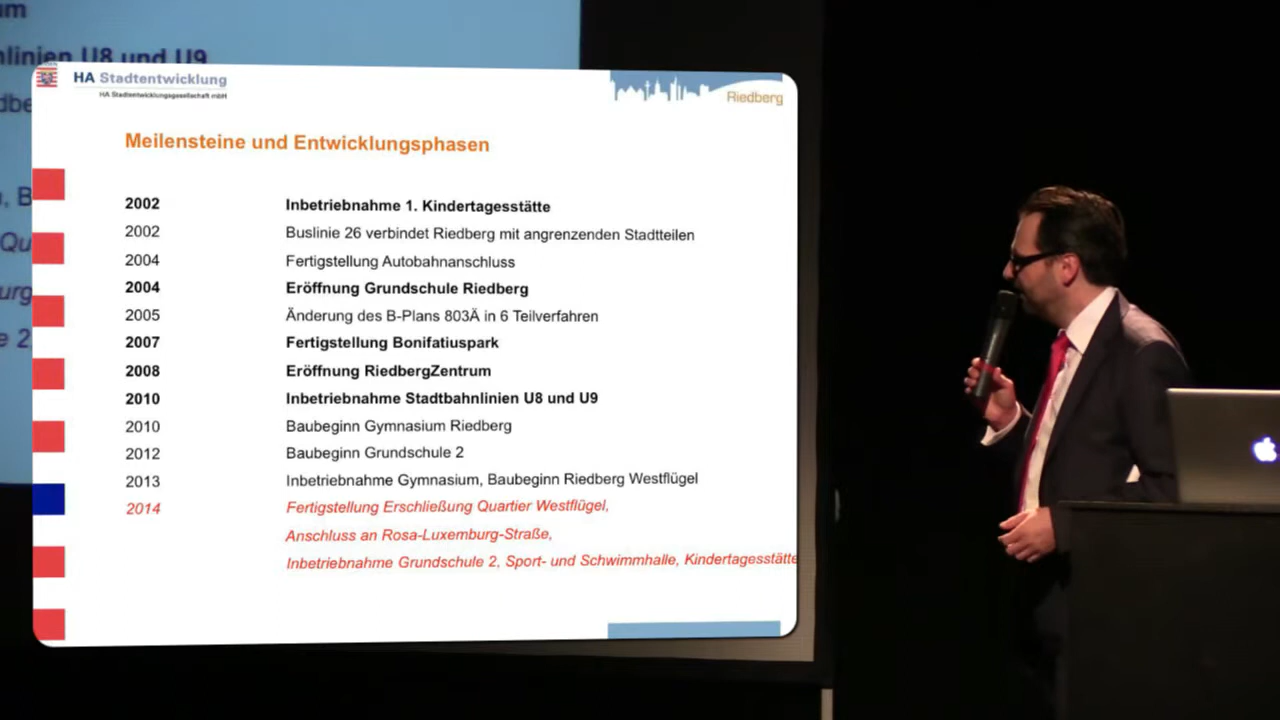 um
nlinien U8 und U9
HA Stadtentwicklung
HA Stadtentwicklungsgesellschaft mbH
Riedberg
Meilensteine und Entwicklungsphasen
2002 Inbetriebnahme 1. Kindertagesstätte
2002 Buslinie 26 verbindet Riedberg mit angrenzenden Stadtteilen
2004 Fertigstellung Autobahnanschluss
2004 Eröffnung Grundschule Riedberg
2005 Änderung des B-Plans 803Ä in 6 Teilverfahren
2007 Fertigstellung Bonifatiuspark
2008 Eröffnung RiedbergZentrum
2010 Inbetriebnahme Stadtbahnlinien U8 und U9
2010 Baubeginn Gymnasium Riedberg
2012 Baubeginn Grundschule 2
2013 Inbetriebnahme Gymnasium, Baubeginn Riedberg Westflügel
2014 Fertigstellung Erschließung Quartier Westflügel,
Anschluss an Rosa-Luxemburg-Straße,
Inbetriebnahme Grundschule 2, Sport- und Schwimmhalle, Kindertagesstätte